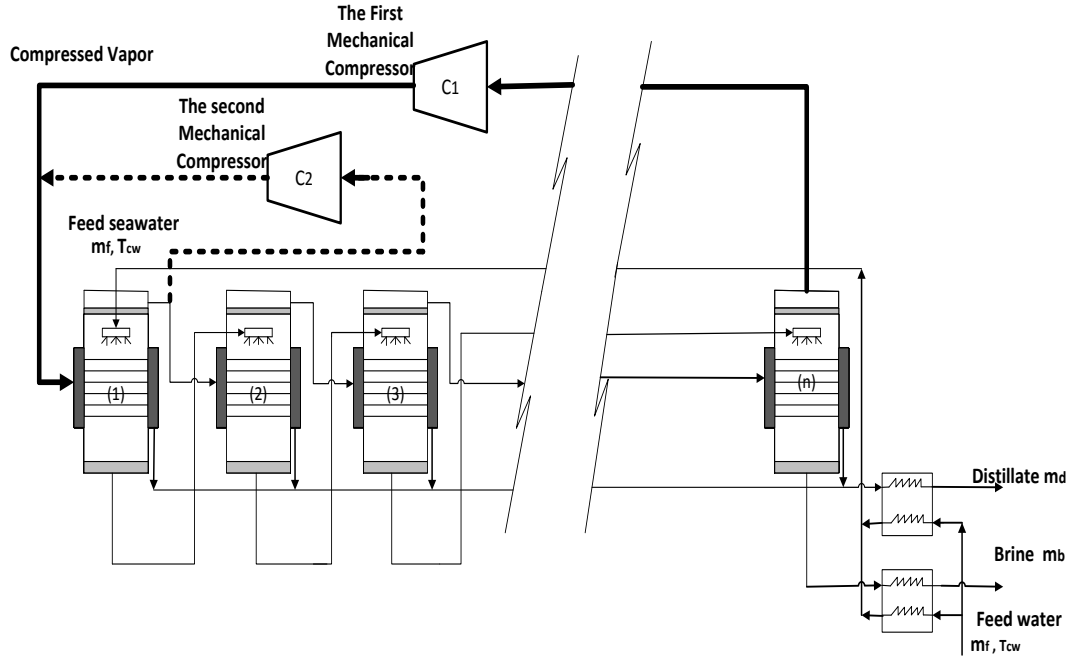 The First
Mechanical
Compressor
Compressed Vapor
C1
The second
Mechanical
Compressor
C2
Feed seawater
mf, Tcw
(1)
(2)
(3)
(n)
Distillate md
Brine mb
Feed water
mf , Tcw